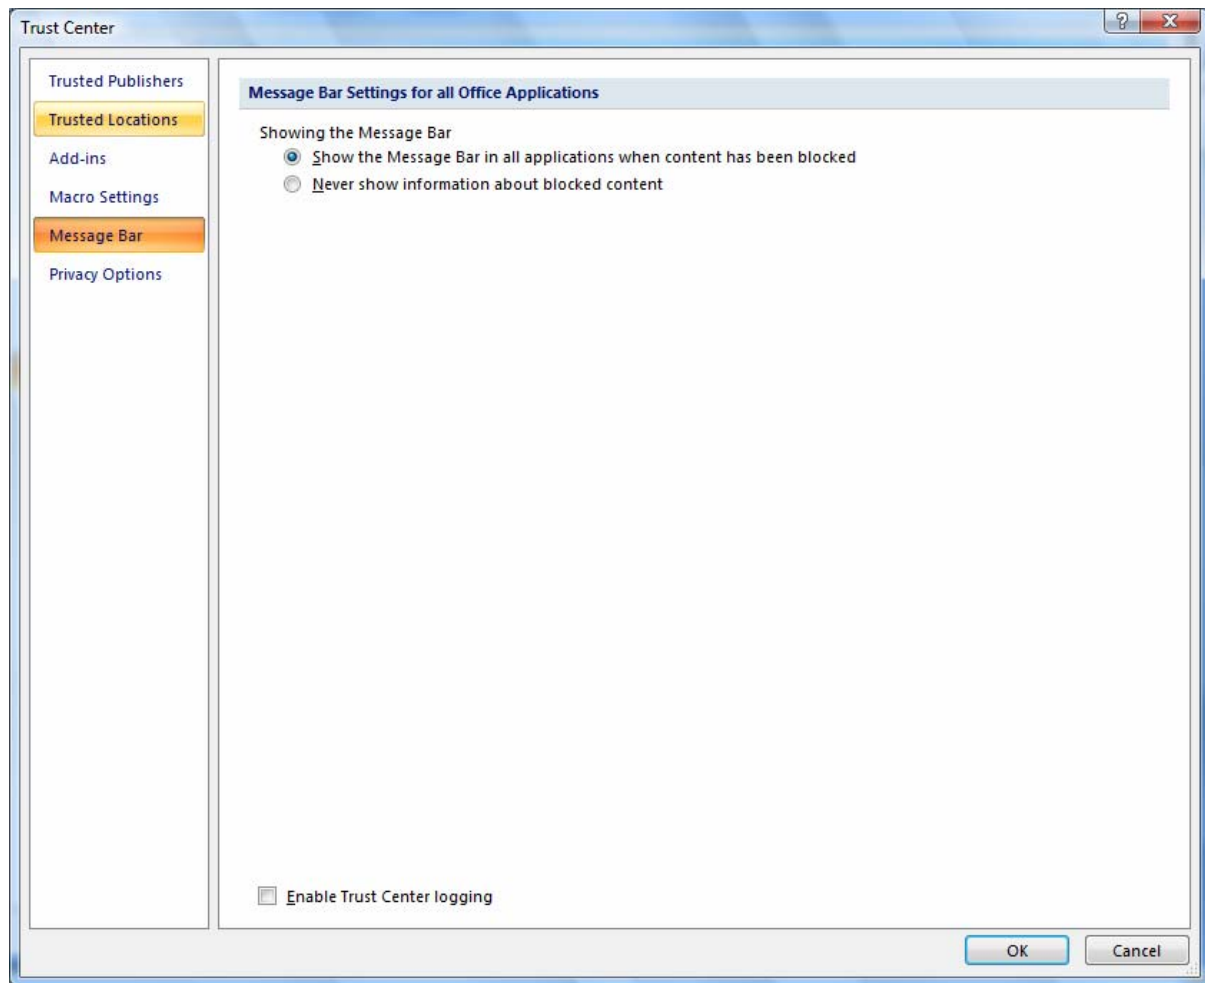 Trust Center
Trusted Publishers
Trusted Locations
Add-ins
Macro Settings
Message Bar
Privacy Options
Message Bar Settings for all Office Applications
Showing the Message Bar
Show the Message Bar in all applications when content has been blocked
Never show information about blocked content
Enable Trust Center logging
OK
Cancel